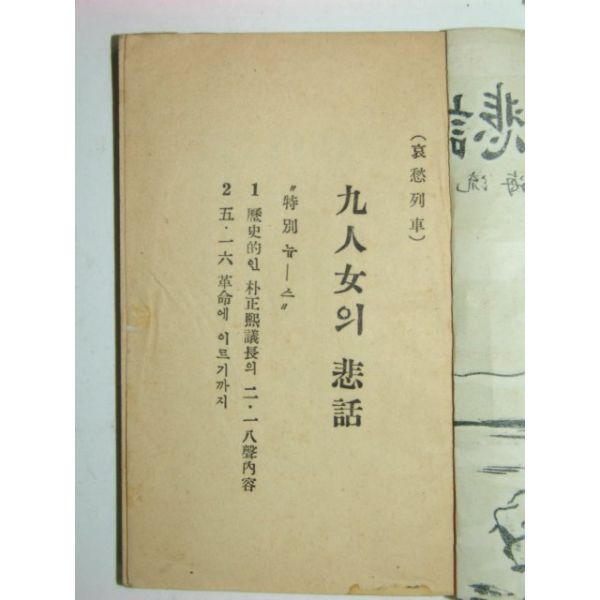 （哀愁列車）
九人女의 悲話
"特別 뉴—스"
1 歷史的인 朴正熙議長의 二·一八聲內容
2 五·一六 革命에 이르기까지
悲話